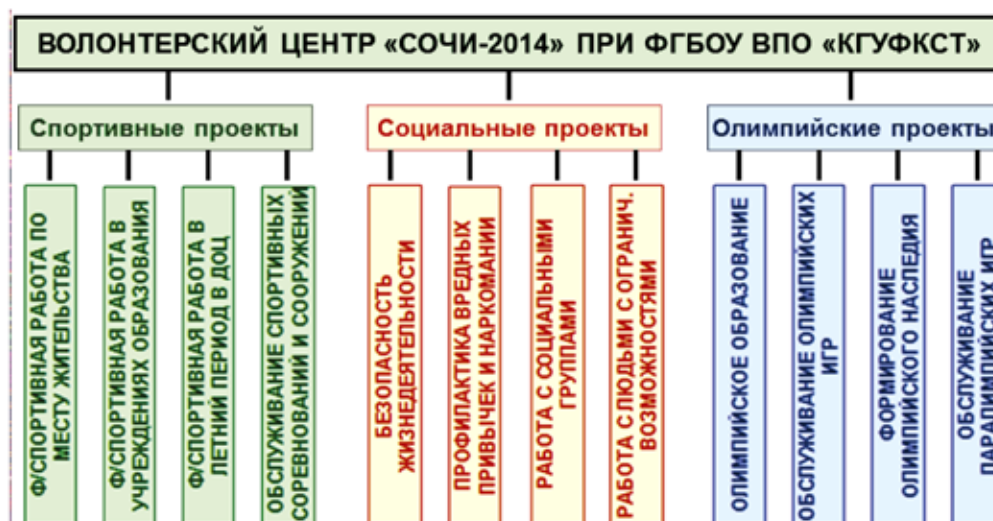 ВОЛОНТЕРСКИЙ ЦЕНТР «СОЧИ-2014» ПРИ ФГБОУ ВПО «КГУФКСТ»
Спортивные проекты
Социальные проекты
Олимпийские проекты
Ф/СПОРТИВНАЯ РАБОТА ПО
МЕСТУ ЖИТЕЛЬСТВА
Ф/СПОРТИВНАЯ РАБОТА В
УЧРЕЖДЕНИЯХ ОБРАЗОВАНИЯ
Ф/СПОРТИВНАЯ РАБОТА В
ЛЕТНИЙ ПЕРИОД В ДОЦ
ОБСЛУЖИВАНИЕ СПОРТИВНЫХ
СОРЕВНОВАНИЙ И СООРУЖЕНИЙ
БЕЗОПАСНОСТЬ
ЖИЗНЕДЕЯТЕЛЬНОСТИ
ПРОФИЛАКТИКА ВРЕДНЫХ
ПРИВЫЧЕК И НАРКОМАНИИ
РАБОТА С СОЦИАЛЬНЫМИ
ГРУППАМИ
РАБОТА С ЛЮДЬМИ С ОГРАНИЧ.
ВОЗМОЖНОСТЯМИ
ОЛИМПИЙСКОЕ ОБРАЗОВАНИЕ
ОБСЛУЖИВАНИЕ ОЛИМПИЙСКИХ
ИГР
ФОРМИРОВАНИЕ
ОЛИМПИЙСКОГО НАСЛЕДИЯ
ОБСЛУЖИВАНИЕ
ПАРАЛИМПИЙСКИХ ИГР